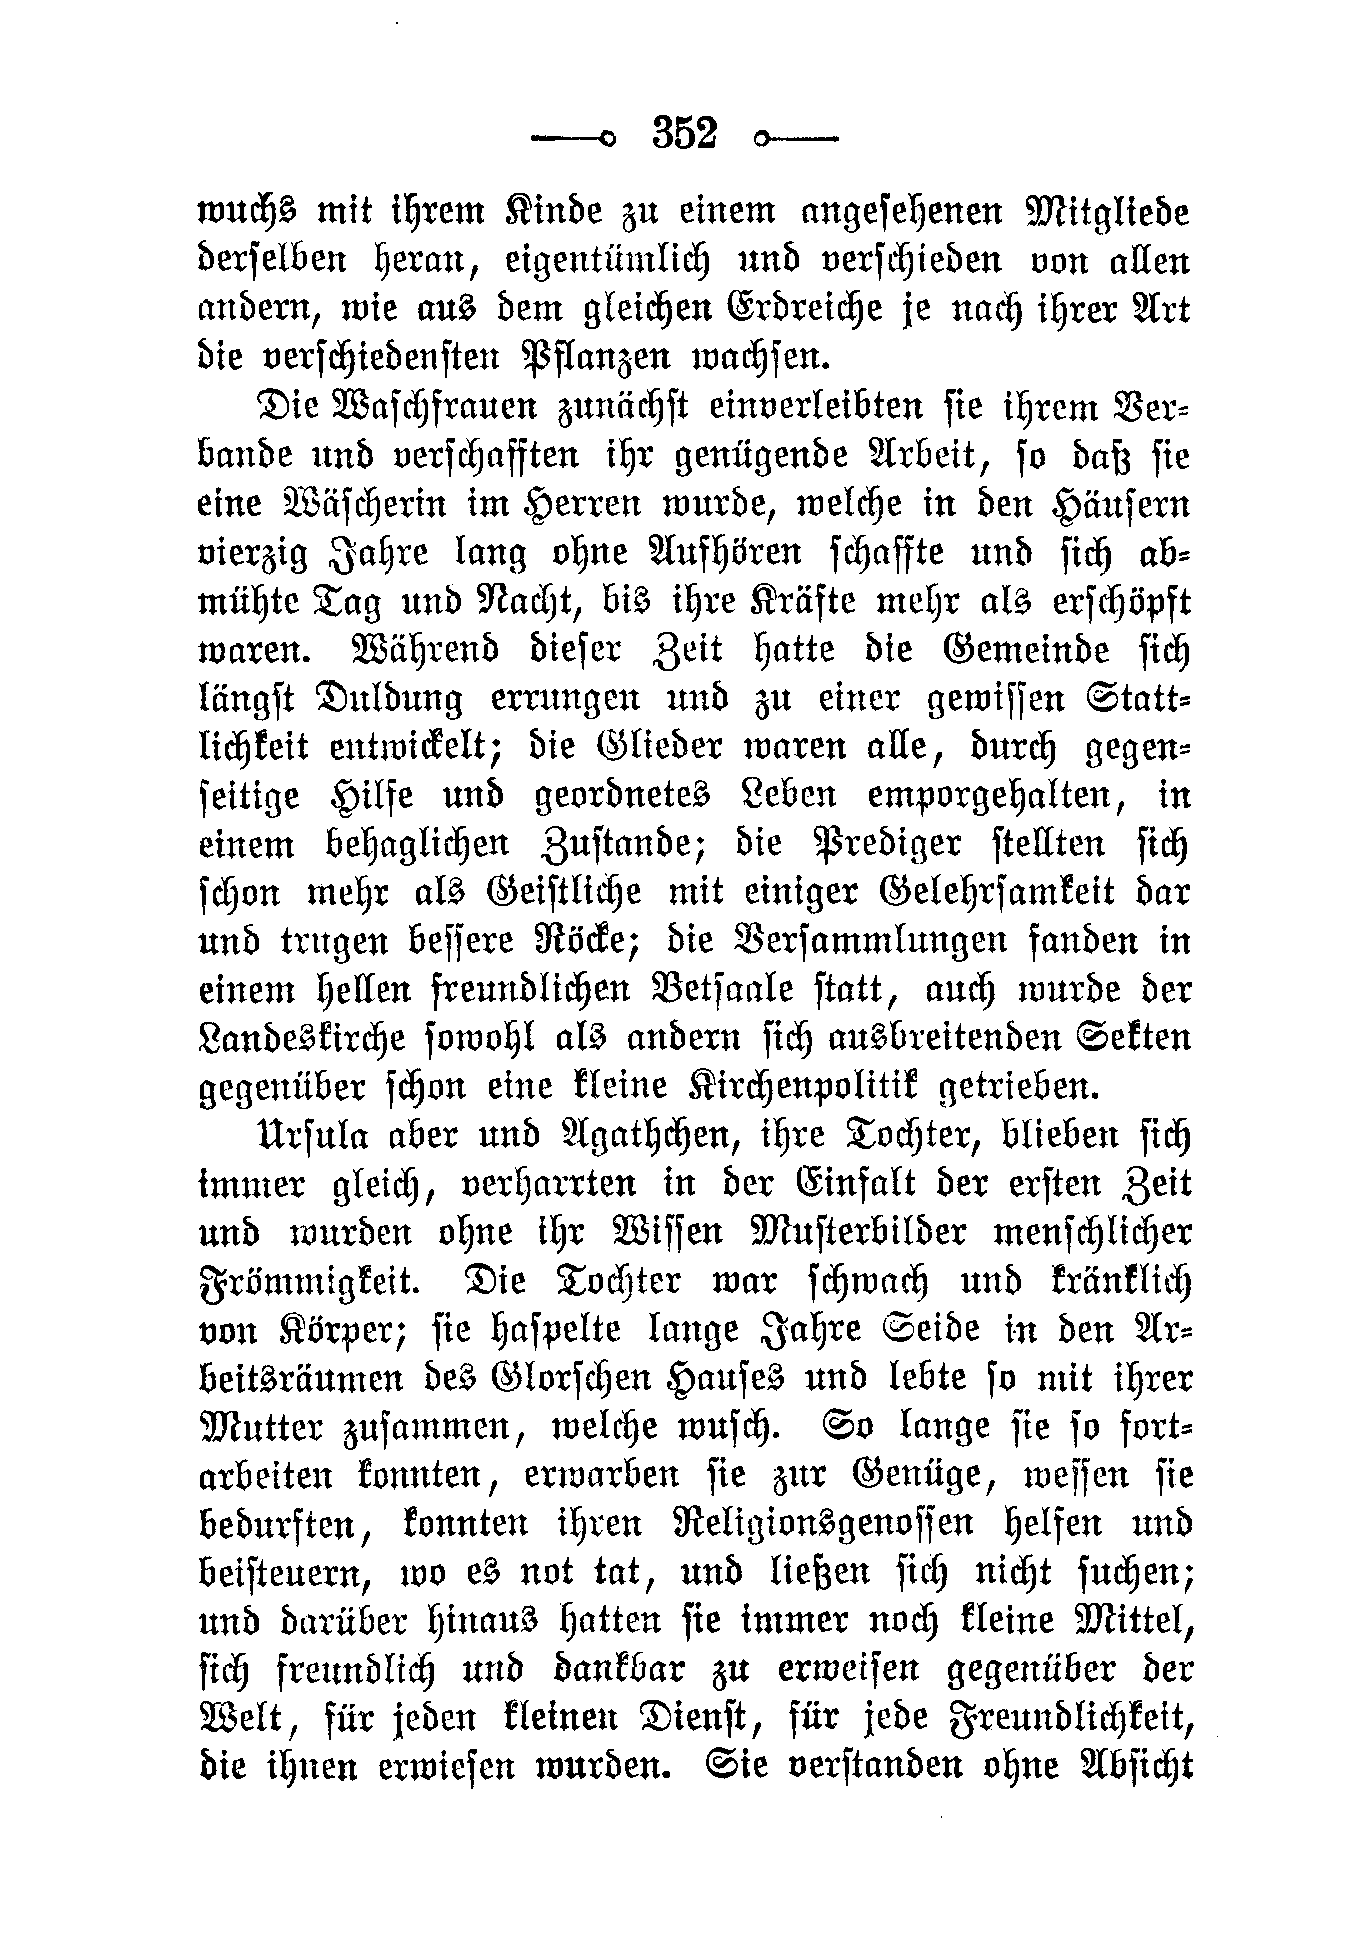 352
wuchs mit ihrem Kinde zu einem angesehenen Mitgliede
derselben heran, eigentümlich und verschieden von allen
andern, wie aus dem gleichen Erdreiche je nach ihrer Art
die verschiedensten Pflanzen wachsen.
Die Waschfrauen zunächst einverleibten sie ihrem Ver-
bande und verschafften ihr genügende Arbeit, so daß sie
eine Wäscherin im Herren wurde, welche in den Häusern
vierzig Jahre lang ohne Aufhören schaffte und sich ab-
mühte Tag und Nacht, bis ihre Kräfte mehr als erschöpft
waren. Während dieser Zeit hatte die Gemeinde sich
längst Duldung errungen und zu einer gewissen Statt-
lichkeit entwickelt; die Glieder waren alle, durch gegen-
seitige Hilfe und geordnetes Leben emporgehalten, in
einem behaglichen Zustande; die Prediger stellten sich
schon mehr als Geistliche mit einiger Gelehrsamkeit dar
und trugen bessere Röcke; die Versammlungen fanden in
einem hellen freundlichen Betsaale statt, auch wurde der
Landeskirche sowohl als andern sich ausbreitenden Sekten
gegenüber schon eine kleine Kirchenpolitik getrieben.
Ursula aber und Agathchen, ihre Tochter, blieben sich
immer gleich, verharrten in der Einfalt der ersten Zeit
und wurden ohne ihr Wissen Musterbilder menschlicher
Frömmigkeit. Die Tochter war schwach und kränklich
von Körper; sie haspelte lange Jahre Seide in den Ar-
beitsräumen des Glorschen Hauses und lebte so mit ihrer
Mutter zusammen, welche wusch. So lange sie so fort-
arbeiten konnten, erwarben sie zur Genüge, wessen sie
bedurften, konnten ihren Religionsgenossen helfen und
beisteuern, wo es not tat, und ließen sich nicht suchen;
und darüber hinaus hatten sie immer noch kleine Mittel,
sich freundlich und dankbar zu erweisen gegenüber der
Welt, für jeden kleinen Dienst, für jede Freundlichkeit,
die ihnen erwiesen wurden. Sie verstanden ohne Absicht